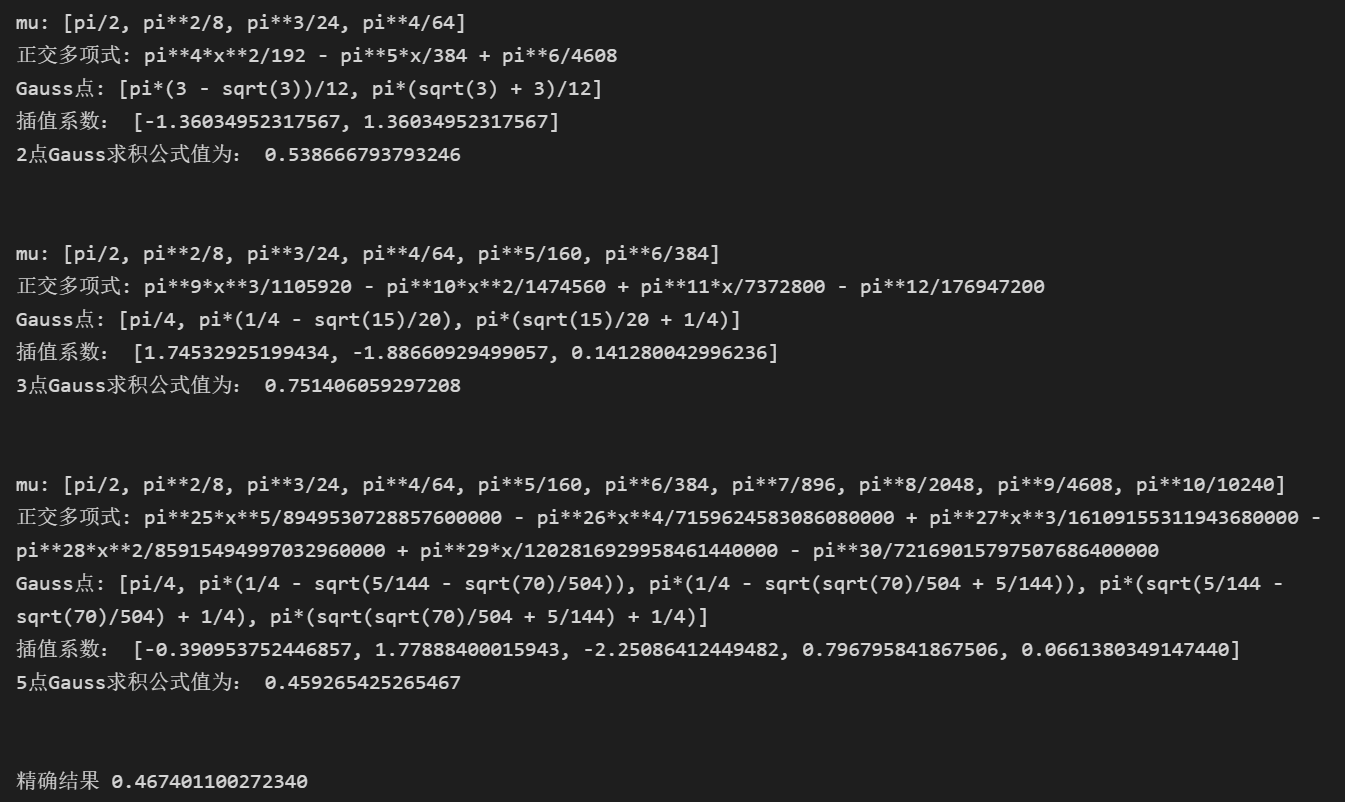 mu: [pi/2, pi**2/8, pi**3/24, pi**4/64]
正交多项式: pi**4*x**2/192 - pi**5*x/384 + pi**6/4608
Gauss点: [pi*(3 - sqrt(3))/12, pi*(sqrt(3) + 3)/12]
插值系数： [-1.36034952317567, 1.36034952317567]
2点Gauss求积公式值为： 0.538666793793246
mu: [pi/2, pi**2/8, pi**3/24, pi**4/64, pi**5/160, pi**6/384]
正交多项式: pi**9*x**3/1105920 - pi**10*x**2/1474560 + pi**11*x/7372800 - pi**12/176947200
Gauss点: [pi/4, pi*(1/4 - sqrt(15)/20), pi*(sqrt(15)/20 + 1/4)]
插值系数： [1.74532925199434, -1.88660929499057, 0.141280042996236]
3点Gauss求积公式值为： 0.751406059297208
mu: [pi/2, pi**2/8, pi**3/24, pi**4/64, pi**5/160, pi**6/384, pi**7/896, pi**8/2048, pi**9/4608, pi**10/10240]
正交多项式: pi**25*x**5/8949530728857600000 - pi**26*x**4/7159624583086080000 + pi**27*x**3/16109155311943680000 -
pi**28*x**2/85915494997032960000 + pi**29*x/1202816929958461440000 - pi**30/72169015797507686400000
Gauss点: [pi/4, pi*(1/4 - sqrt(5/144 - sqrt(70)/504)), pi*(1/4 - sqrt(sqrt(70)/504 + 5/144)), pi*(sqrt(5/144 -
sqrt(70)/504) + 1/4), pi*(sqrt(sqrt(70)/504 + 5/144) + 1/4)]
插值系数： [-0.390953752446857, 1.77888400015943, -2.25086412449482, 0.796795841867506, 0.0661380349147440]
5点Gauss求积公式值为： 0.459265425265467
精确结果 0.467401100272340